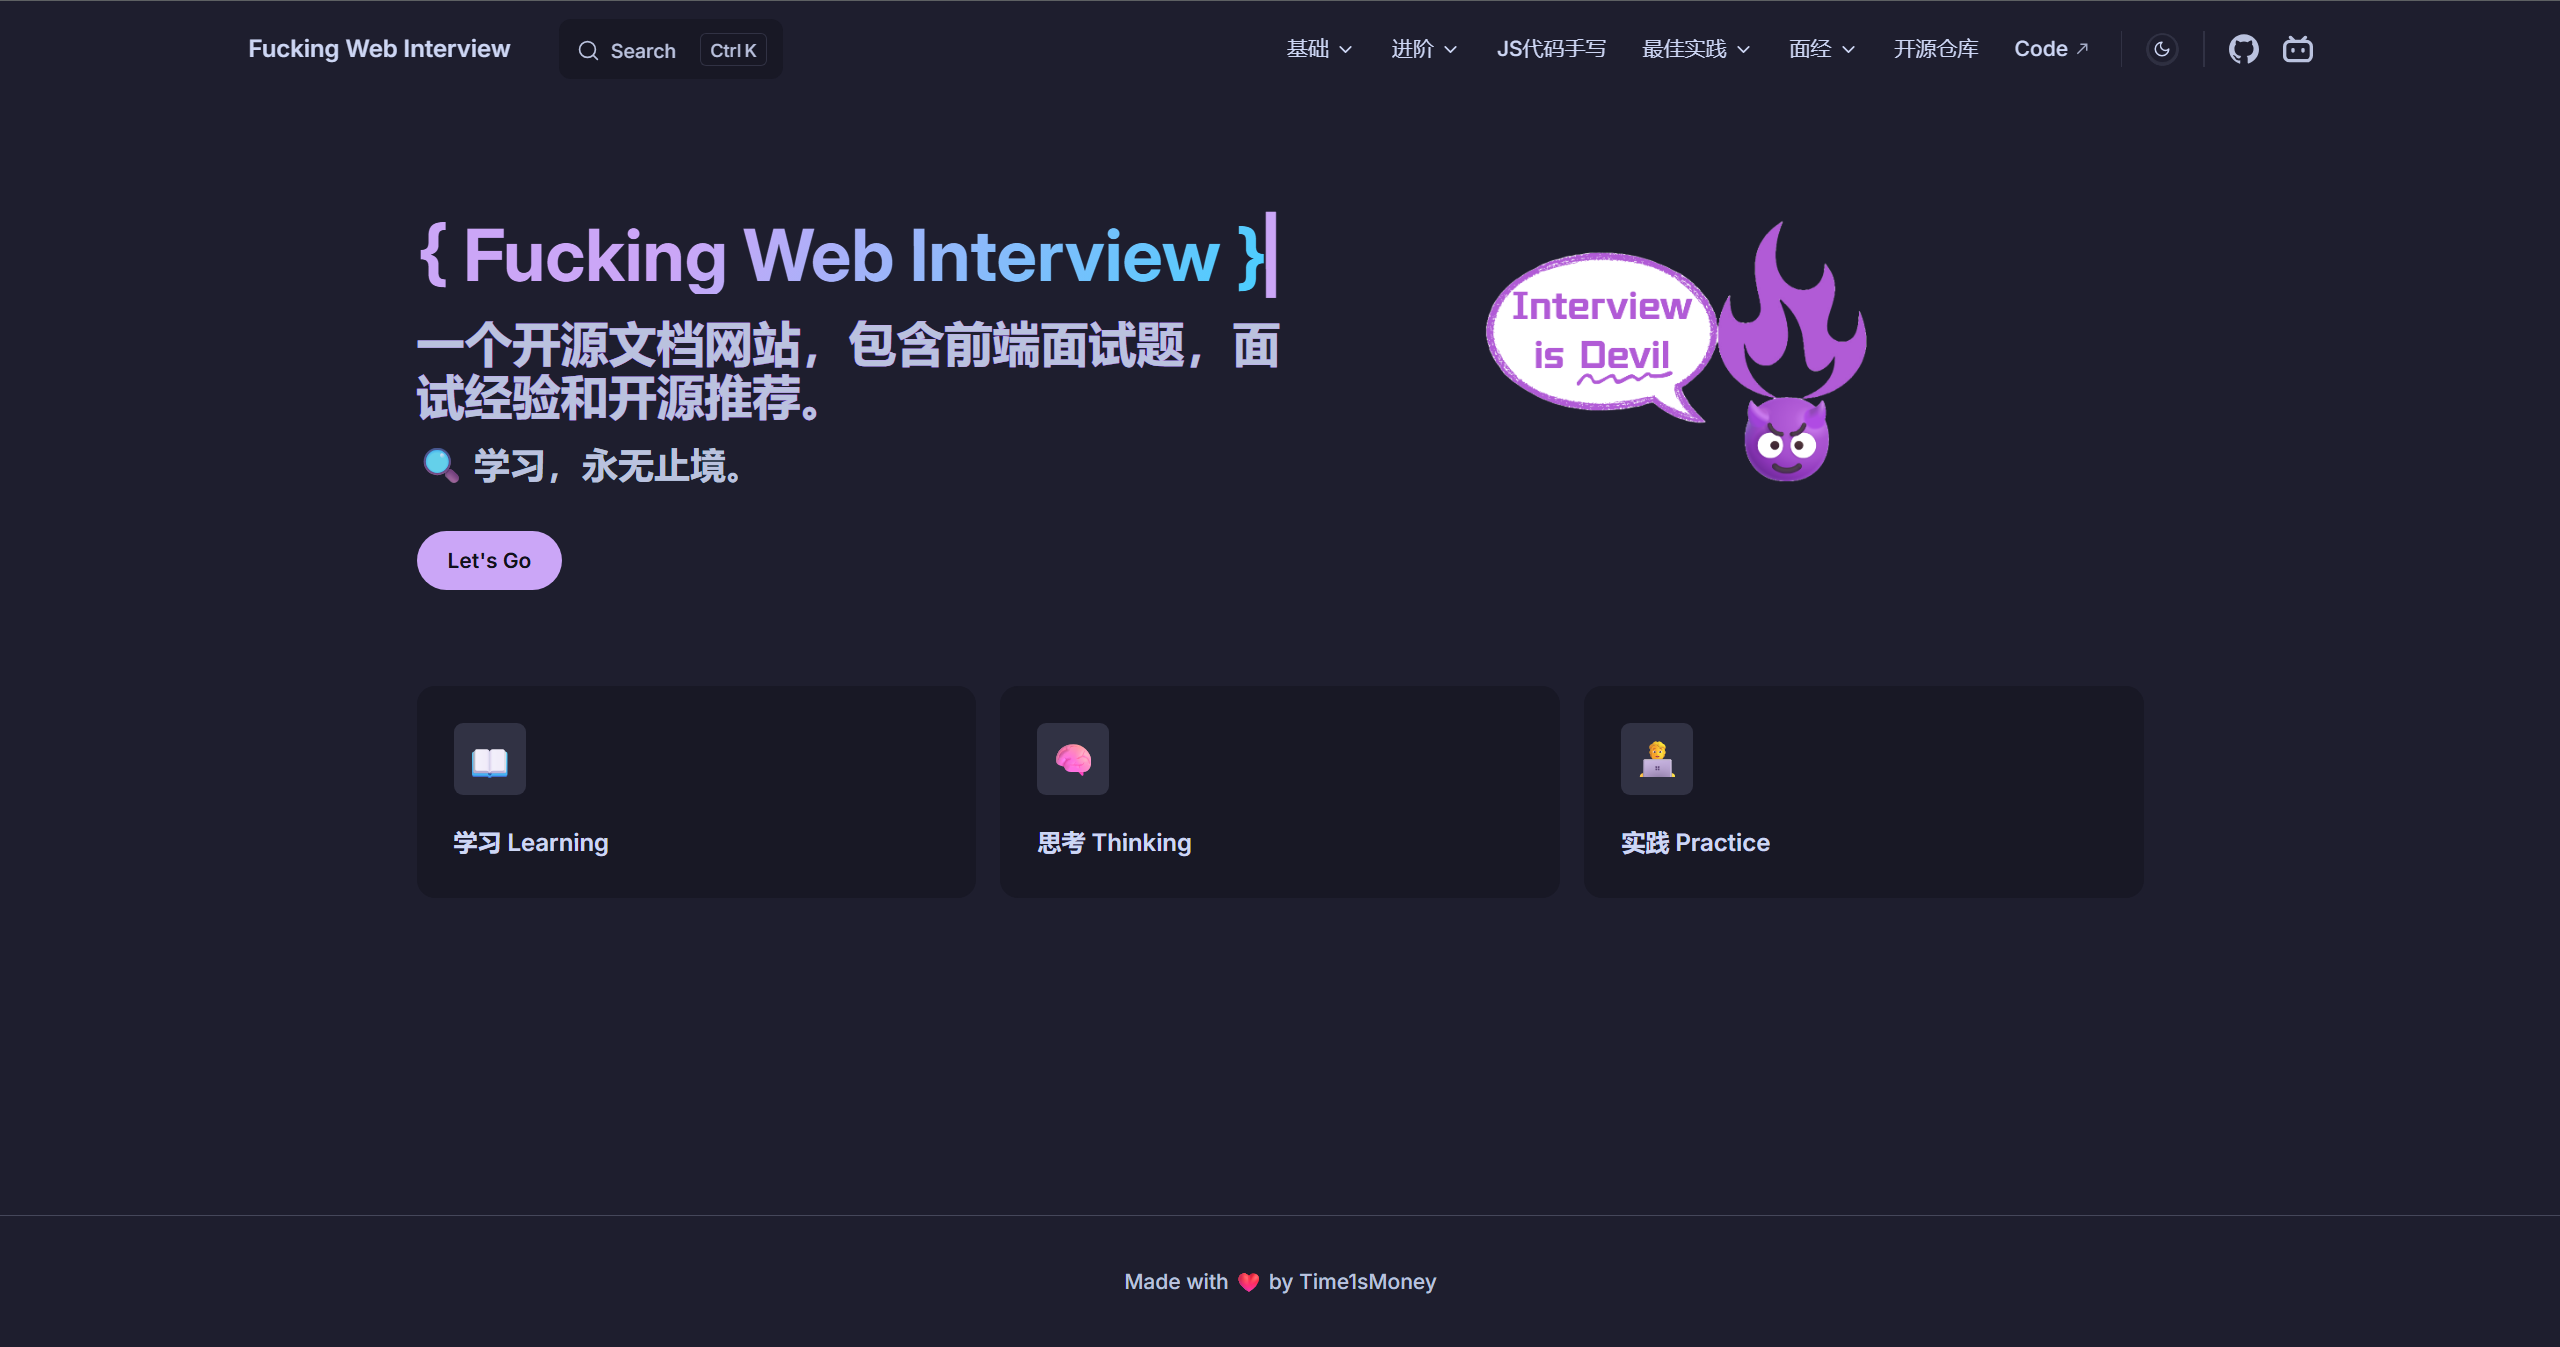 Fucking Web Interview
Search Ctrl K
基础
进阶
JS代码手写
最佳实践
面经
开源仓库
Code
{ Fucking Web Interview }
一个开源文档网站，包含前端面试题，面
试经验和开源推荐。
学习，永无止境。
Let's Go
Interview
is Devil
学习 Learning
思考 Thinking
实践 Practice
Made with ❤️ by Time1sMoney